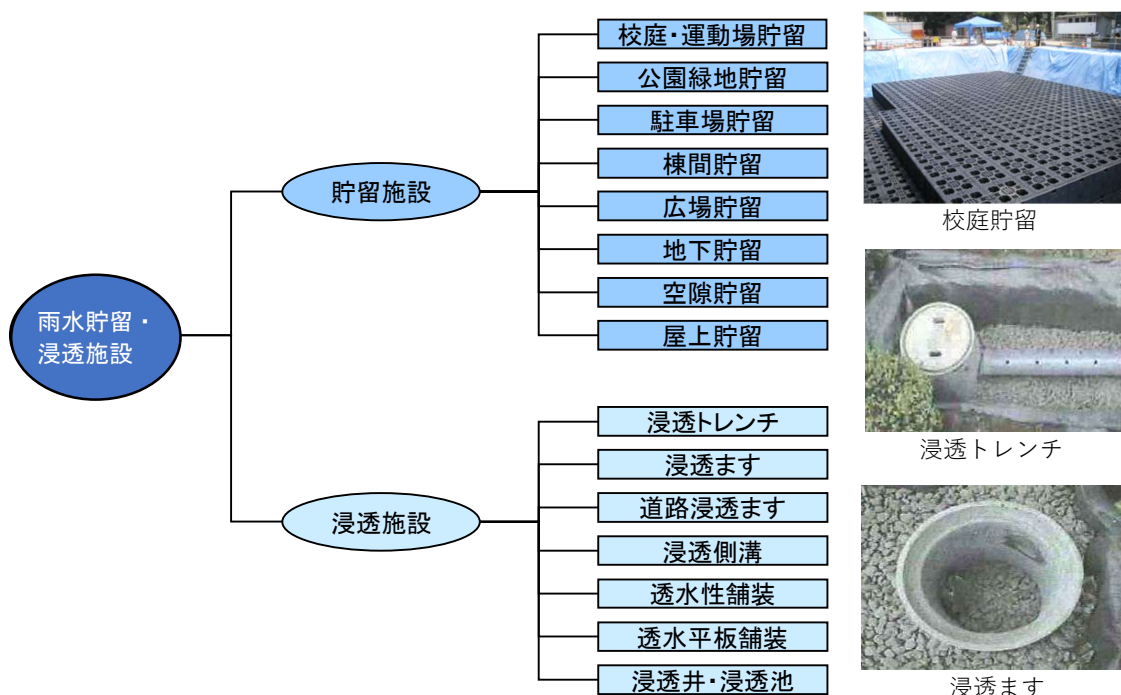 雨水貯留・
浸透施設
貯留施設
校庭・運動場貯留
公園緑地貯留
駐車場貯留
棟間貯留
広場貯留
地下貯留
空隙貯留
屋上貯留
浸透施設
浸透トレンチ
浸透ます
道路浸透ます
浸透側溝
透水性舗装
透水平板舗装
浸透井・浸透池
校庭貯留
浸透トレンチ
浸透ます